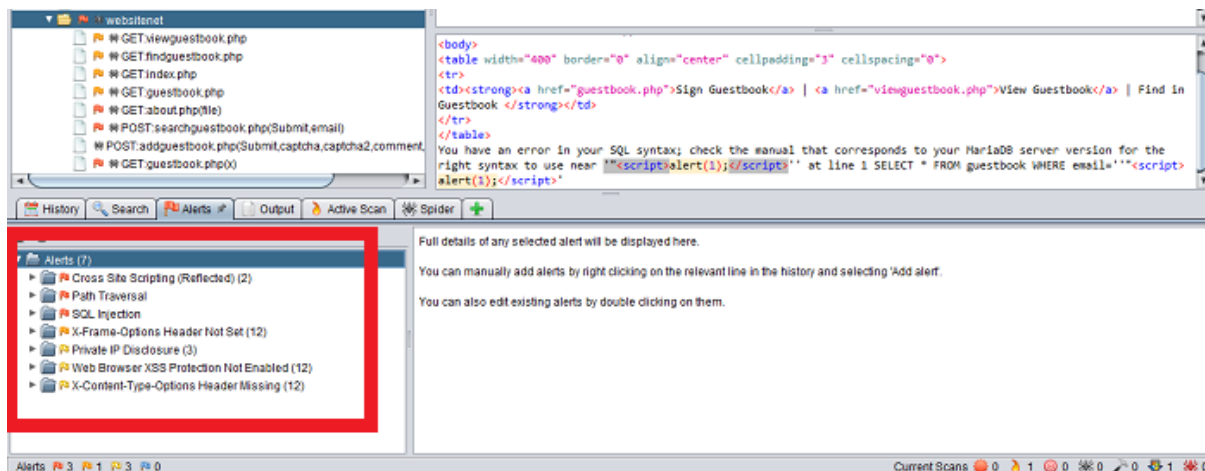 websitenet
GET:viewguestbook.php
GET:findguestbook.php
GET:index.php
GET:guestbook.php
GET:about.php(file)
POST:searchguestbook.php(Submit,email)
POST:addguestbook.php(Submit,captcha,captcha2,comment,
GET:guestbook.php(x)
<body>
<table width="400" border="0" align="center" cellpadding="3" cellspacing="0">
<tr>
<td><strong><a href="guestbook.php">Sign Guestbook</a> | <a href="viewguestbook.php">View Guestbook</a> | Find in
Guestbook </strong></td>
</tr>
</table>
You have an error in your SQL syntax; check the manual that corresponds to your MariaDB server version for the
right syntax to use near '"<script>alert(1);</script>'' at line 1 SELECT * FROM guestbook WHERE email=''"<script>
alert(1);</script>'
History Search Alerts Output Active Scan Spider
Alerts (7)
Cross Site Scripting (Reflected) (2)
Path Traversal
SQL Injection
X-Frame-Options Header Not Set (12)
Private IP Disclosure (3)
Web Browser XSS Protection Not Enabled (12)
X-Content-Type-Options Header Missing (12)
Full details of any selected alert will be displayed here.
You can manually add alerts by right clicking on the relevant line in the history and selecting 'Add alert'.
You can also edit existing alerts by double clicking on them.
Alerts 3 1 3 0 Current Scans 0 1 0 0 0 1 0